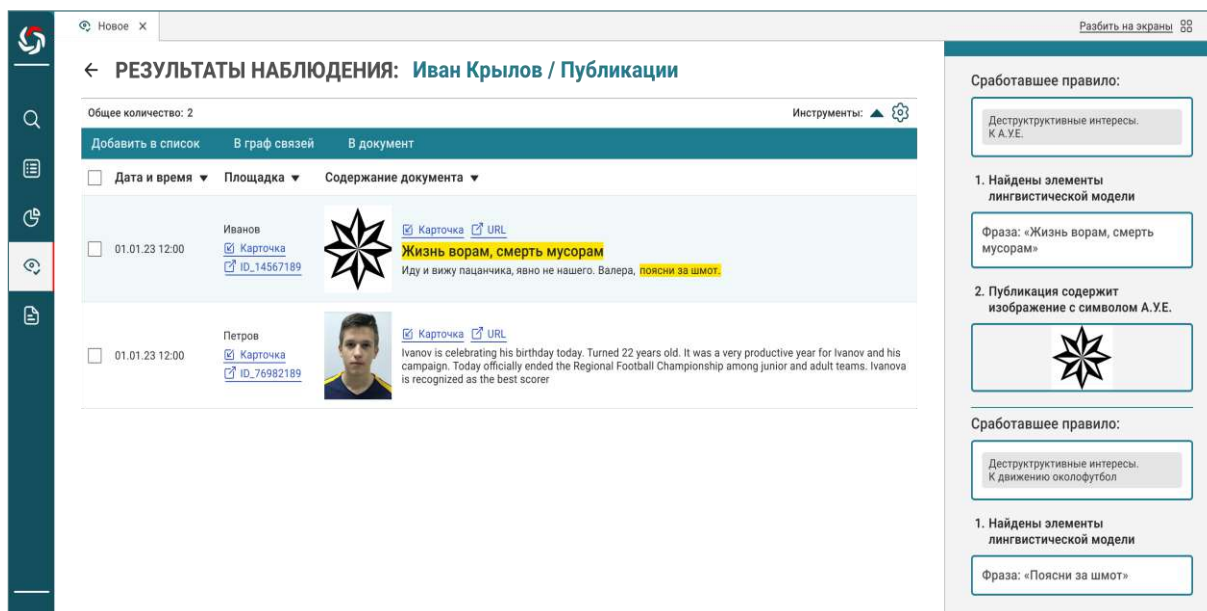 Новое ×
Разбить на экраны
← РЕЗУЛЬТАТЫ НАБЛЮДЕНИЯ: Иван Крылов / Публикации
Общее количество: 2
Инструменты:
Добавить в список В граф связей В документ
Дата и время ▼ Площадка ▼ Содержание документа ▼
01.01.23 12:00
Иванов
Карточка
ID_14567189
Карточка URL
Жизнь ворам, смерть мусорам
Иду и вижу пацанчика, явно не нашего. Валера, поясни за шмот.
01.01.23 12:00
Петров
Карточка
ID_76982189
Карточка URL
Ivanov is celebrating his birthday today. Turned 22 years old. It was a very productive year for Ivanov and his
campaign. Today officially ended the Regional Football Championship among junior and adult teams. Ivanova
is recognized as the best scorer
Сработавшее правило:
Деструктруктивные интересы.
К А.У.Е.
1. Найдены элементы
лингвистической модели
Фраза: «Жизнь ворам, смерть
мусорам»
2. Публикация содержит
изображение с символом А.У.Е.
Сработавшее правило:
Деструктруктивные интересы.
К движению околофутбол
1. Найдены элементы
лингвистической модели
Фраза: «Поясни за шмот»